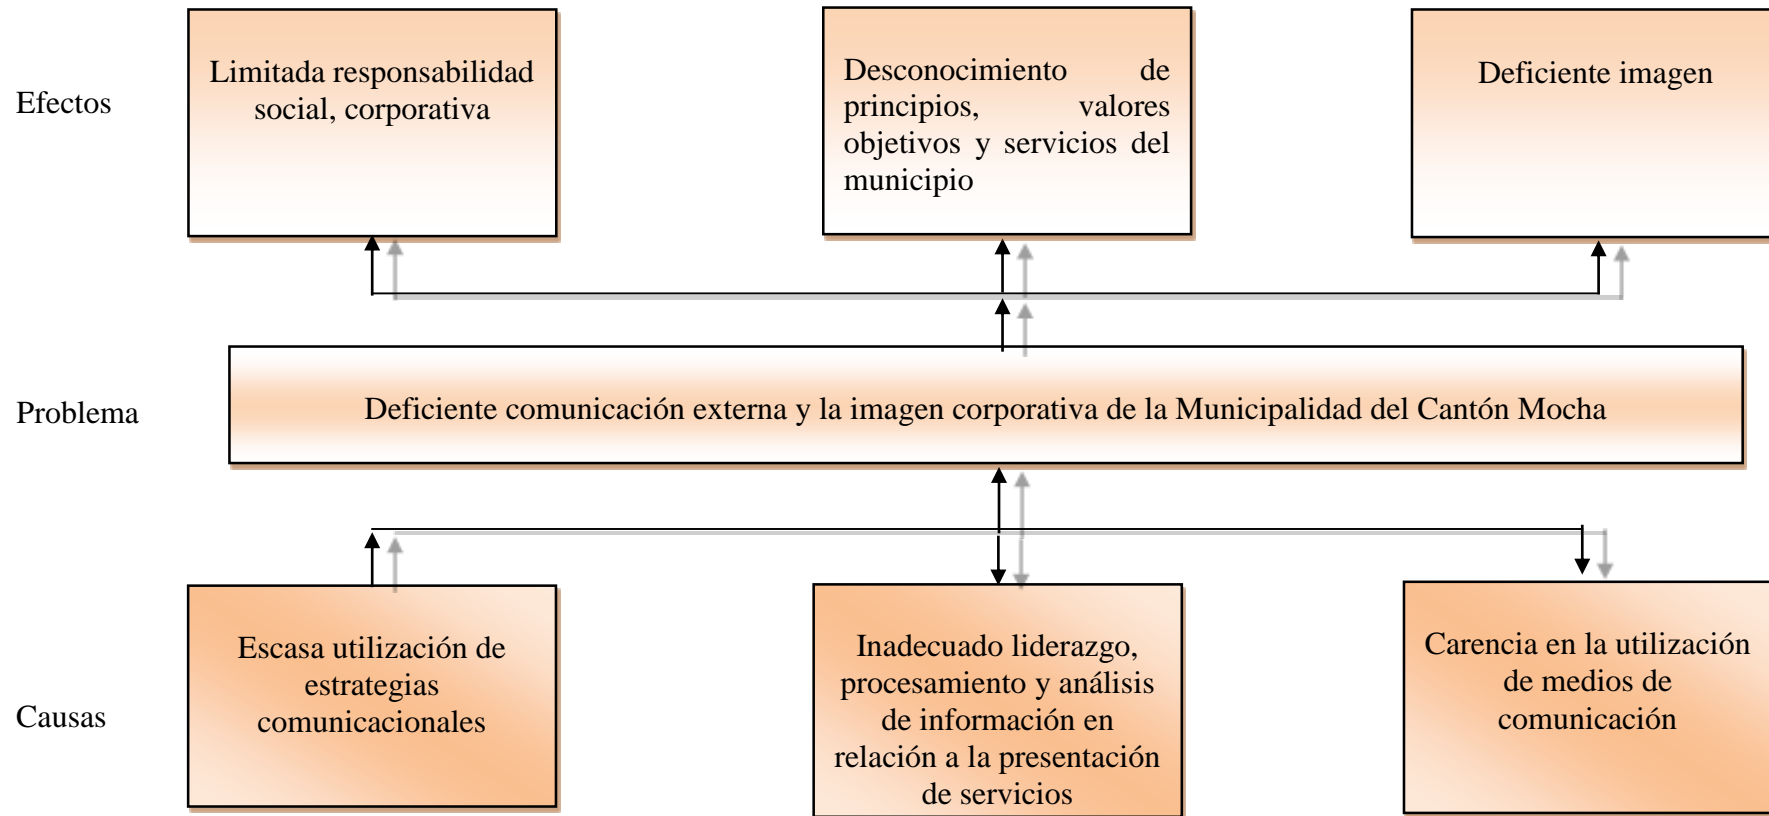 Efectos
Limitada responsabilidad
social, corporativa
Desconocimiento de
principios, valores
objetivos y servicios del
municipio
Deficiente imagen
Problema
Deficiente comunicación externa y la imagen corporativa de la Municipalidad del Cantón Mocha
Causas
Escasa utilización de
estrategias
comunicacionales
Inadecuado liderazgo,
procesamiento y análisis
de información en
relación a la presentación
de servicios
Carencia en la utilización
de medios de
comunicación